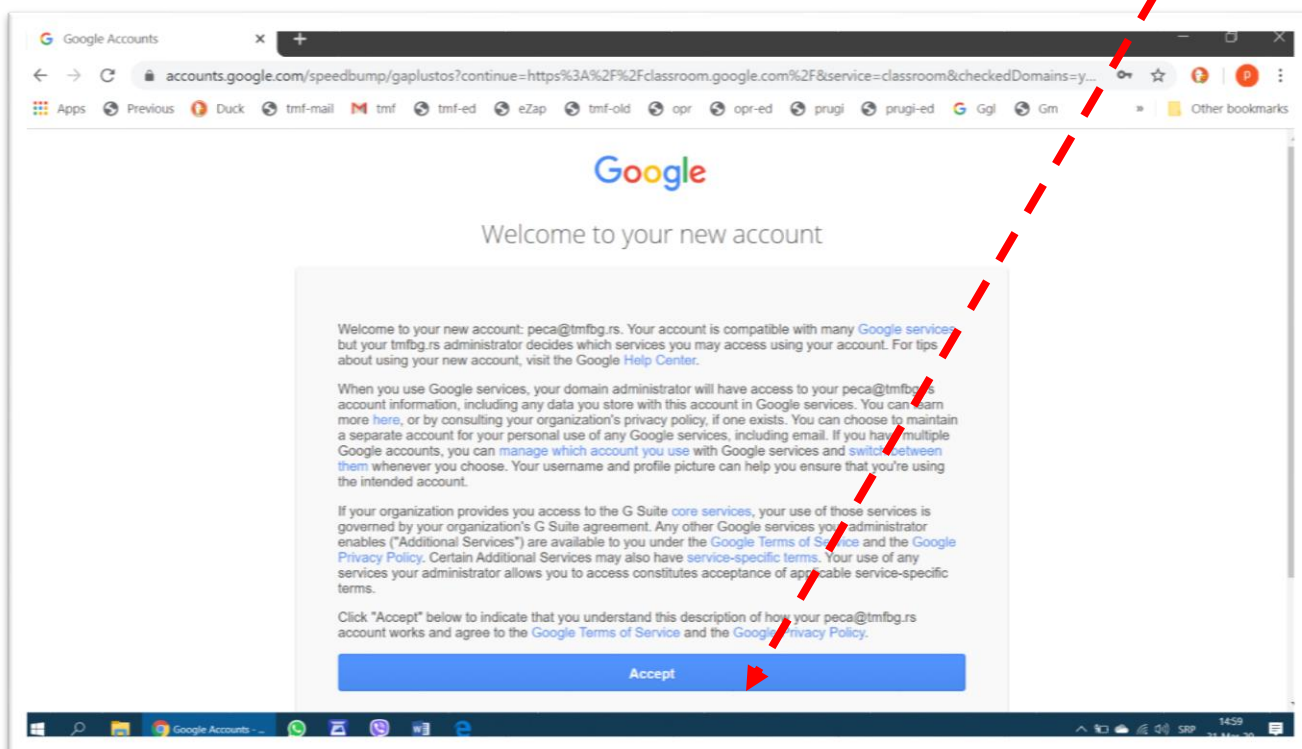 Google Accounts
accounts.google.com/speedbump/gaplustos?continue=https%3A%2F%2Fclassroom.google.com%2F&service=classroom&checkedDomains=y...
P
Apps Previous Duck tmf-mail tmf tmf-ed eZap tmf-old opr opr-ed prugi prugi-ed Ggl Gm » Other bookmarks
Google
Welcome to your new account
Welcome to your new account: peca@tmfbg.rs. Your account is compatible with many Google services,
but your tmfbg.rs administrator decides which services you may access using your account. For tips
about using your new account, visit the Google Help Center.
When you use Google services, your domain administrator will have access to your peca@tmfbg.rs
account information, including any data you store with this account in Google services. You can learn
more here, or by consulting your organization's privacy policy, if one exists. You can choose to maintain
a separate account for your personal use of any Google services, including email. If you have multiple
Google accounts, you can manage which account you use with Google services and switch between
them whenever you choose. Your username and profile picture can help you ensure that you're using
the intended account.
If your organization provides you access to the G Suite core services, your use of those services is
governed by your organization's G Suite agreement. Any other Google services your administrator
enables ("Additional Services") are available to you under the Google Terms of Service and the Google
Privacy Policy. Certain Additional Services may also have service-specific terms. Your use of any
services your administrator allows you to access constitutes acceptance of applicable service-specific
terms.
Click "Accept" below to indicate that you understand this description of how your peca@tmfbg.rs
account works and agree to the Google Terms of Service and the Google Privacy Policy.
Accept
Google Accounts - ... SRP 14:59
21-Mar-20